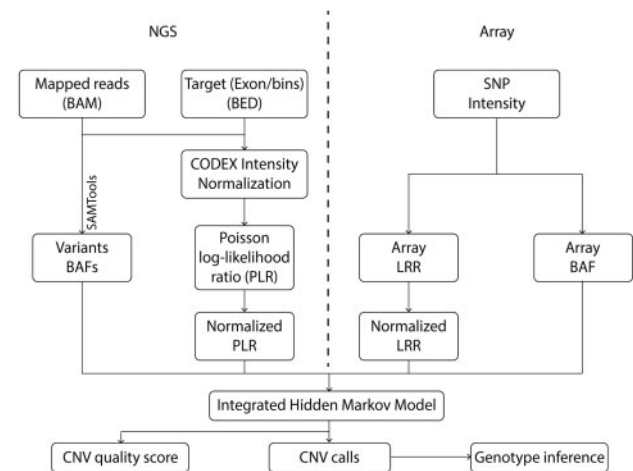 NGS
Array
Mapped reads
(BAM)
Target (Exon/bins)
(BED)
SNP
Intensity
SAMTools
CODEX Intensity
Normalization
Variants
BAFs
Poisson
log-likelihood
ratio (PLR)
Array
LRR
Array
BAF
Normalized
PLR
Normalized
LRR
Integrated Hidden Markov Model
CNV quality score
CNV calls
Genotype inference